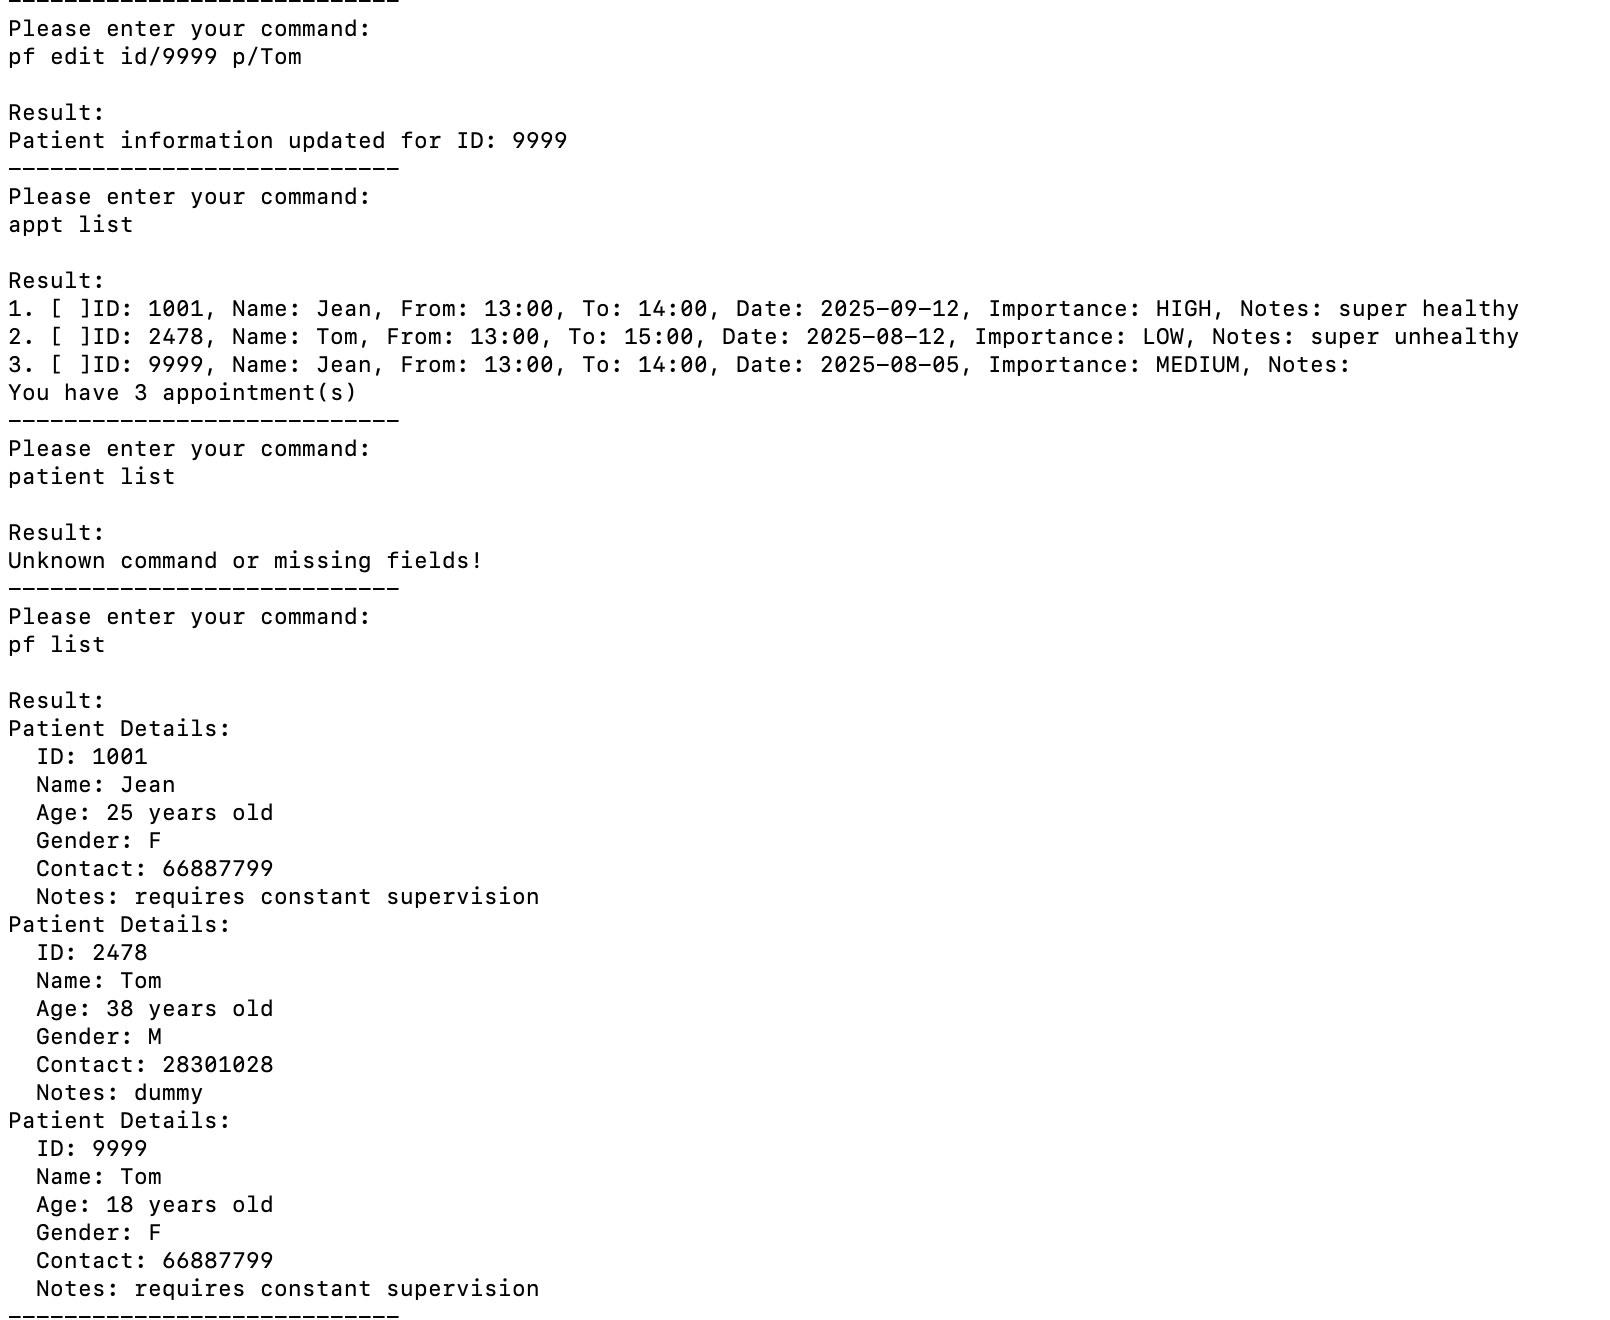 ----------------------------
Please enter your command:
pf edit id/9999 p/Tom

Result:
Patient information updated for ID: 9999
----------------------------
Please enter your command:
appt list

Result:
1. [ ]ID: 1001, Name: Jean, From: 13:00, To: 14:00, Date: 2025-09-12, Importance: HIGH, Notes: super healthy
2. [ ]ID: 2478, Name: Tom, From: 13:00, To: 15:00, Date: 2025-08-12, Importance: LOW, Notes: super unhealthy
3. [ ]ID: 9999, Name: Jean, From: 13:00, To: 14:00, Date: 2025-08-05, Importance: MEDIUM, Notes:
You have 3 appointment(s)
----------------------------
Please enter your command:
patient list

Result:
Unknown command or missing fields!
----------------------------
Please enter your command:
pf list

Result:
Patient Details:
  ID: 1001
  Name: Jean
  Age: 25 years old
  Gender: F
  Contact: 66887799
  Notes: requires constant supervision
Patient Details:
  ID: 2478
  Name: Tom
  Age: 38 years old
  Gender: M
  Contact: 28301028
  Notes: dummy
Patient Details:
  ID: 9999
  Name: Tom
  Age: 18 years old
  Gender: F
  Contact: 66887799
  Notes: requires constant supervision
----------------------------